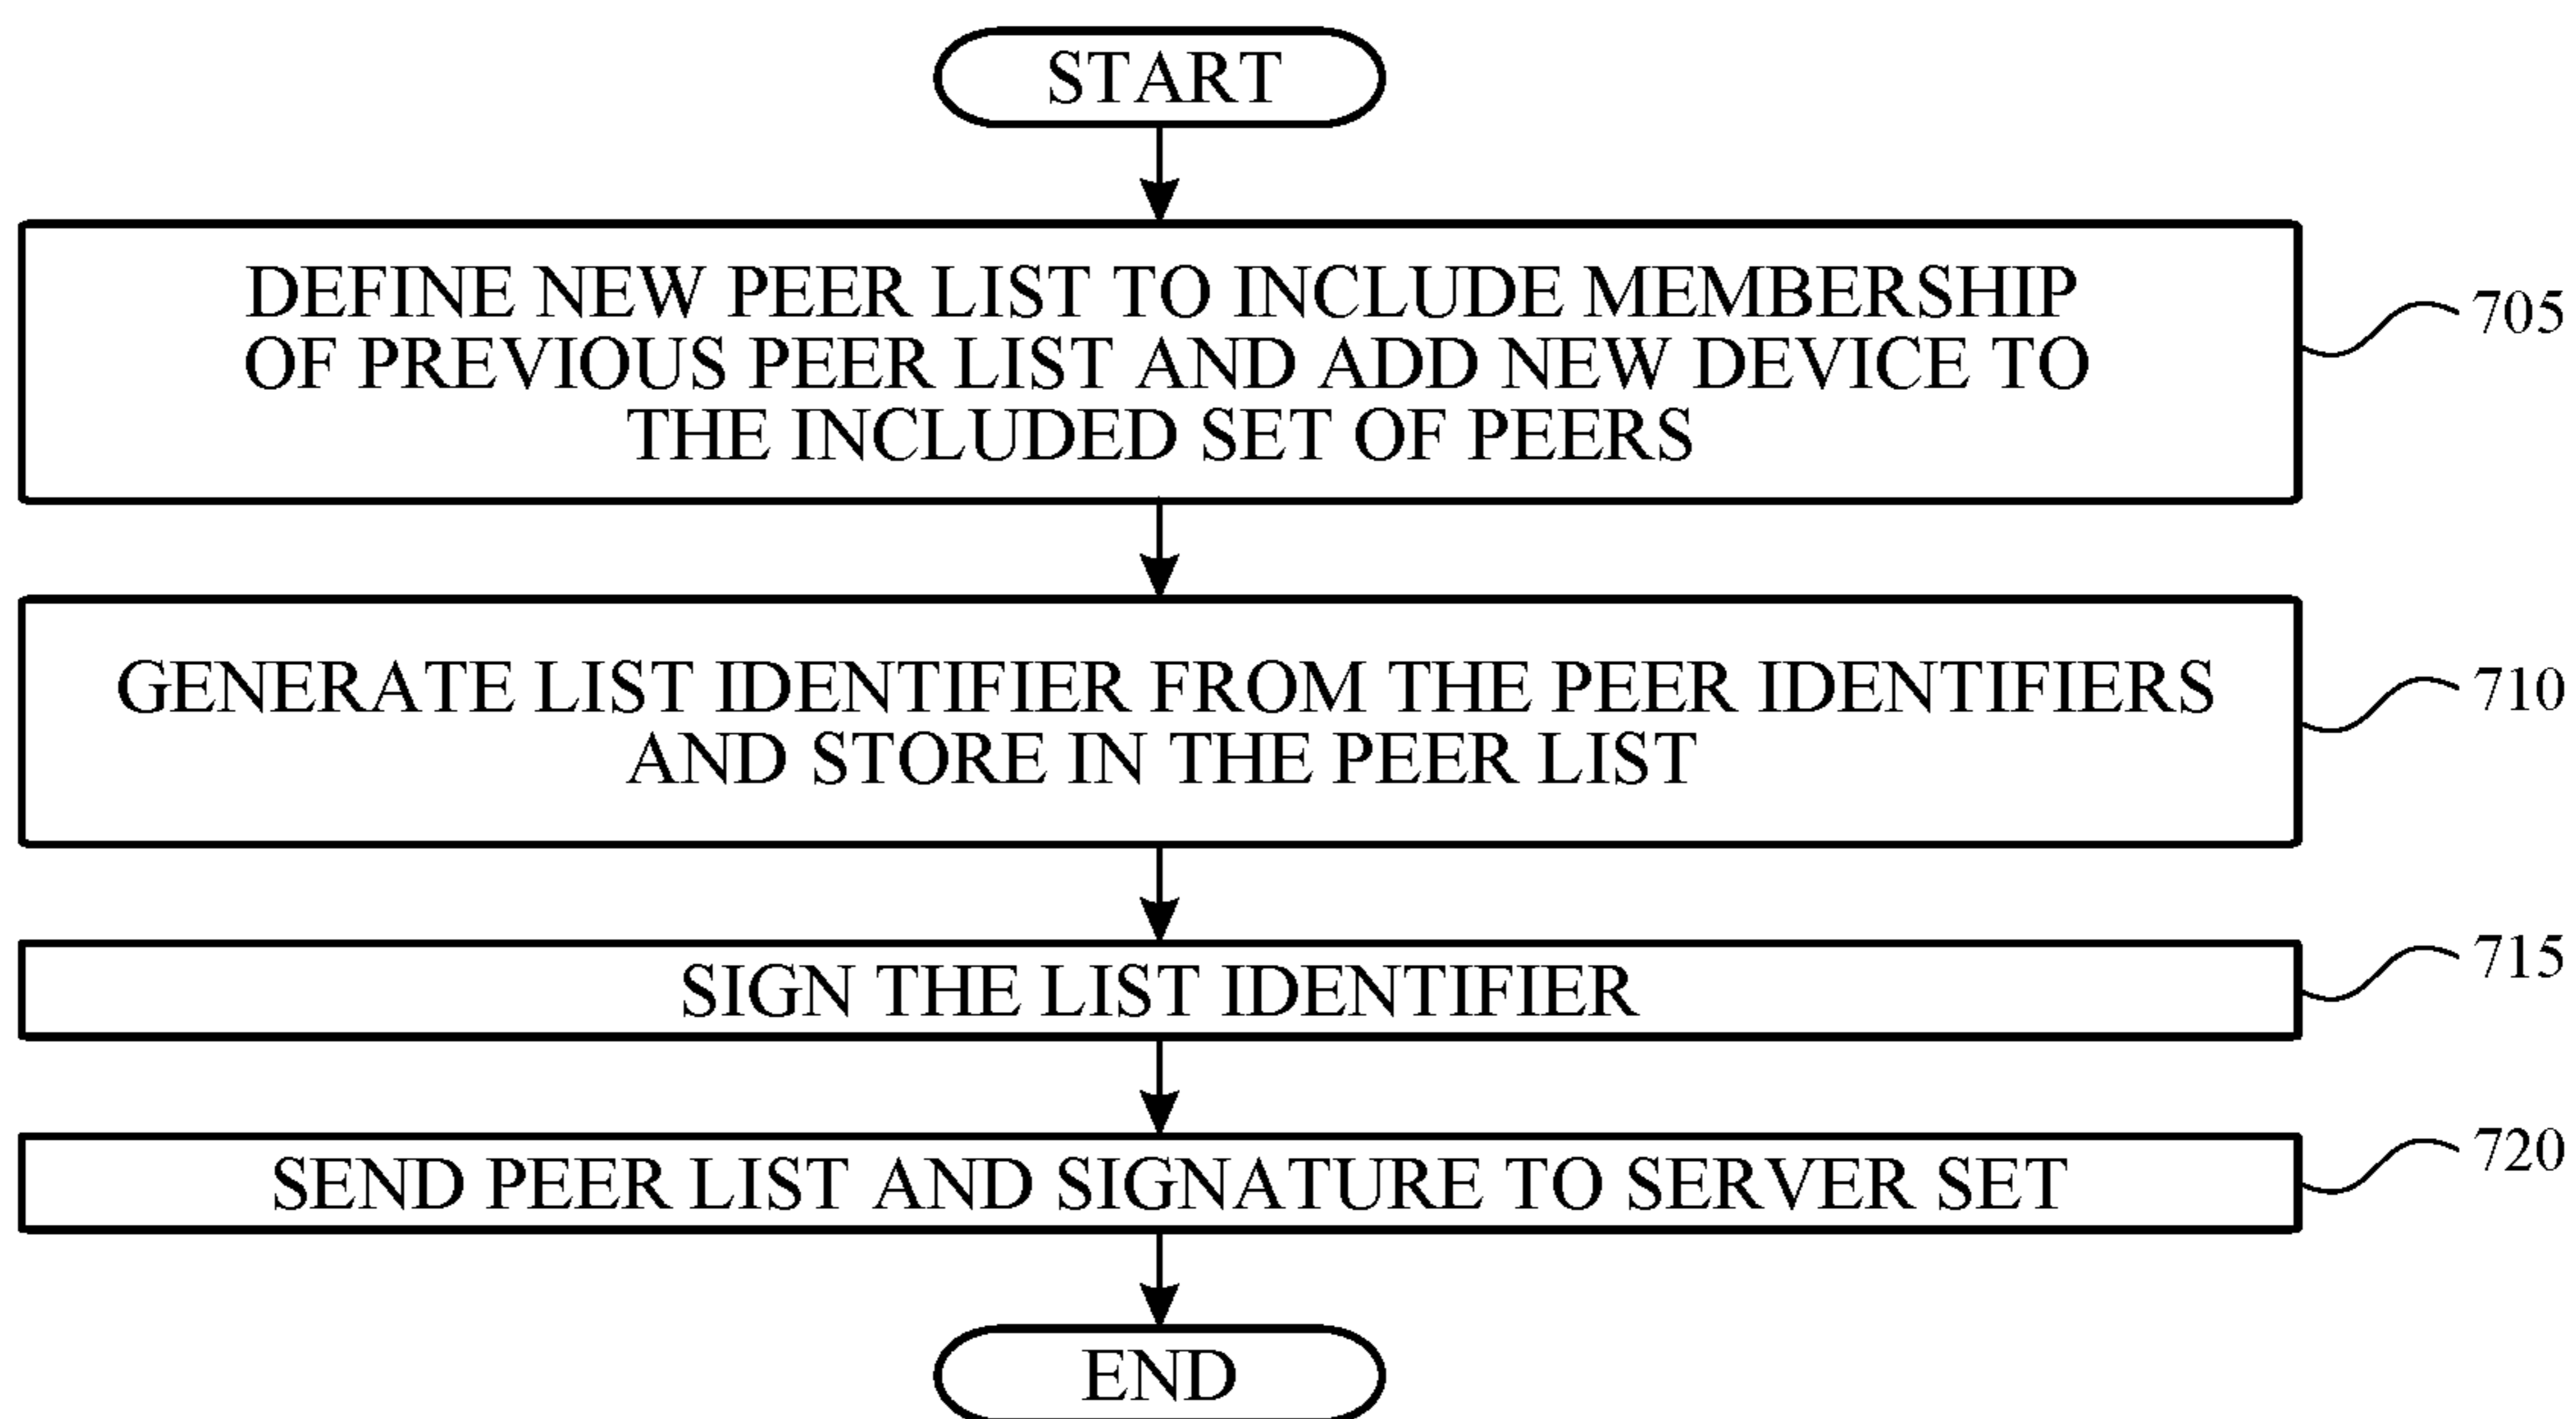 START
DEFINE NEW PEER LIST TO INCLUDE MEMBERSHIP
OF PREVIOUS PEER LIST AND ADD NEW DEVICE TO
THE INCLUDED SET OF PEERS
705
GENERATE LIST IDENTIFIER FROM THE PEER IDENTIFIERS
AND STORE IN THE PEER LIST
710
SIGN THE LIST IDENTIFIER
715
SEND PEER LIST AND SIGNATURE TO SERVER SET
720
END